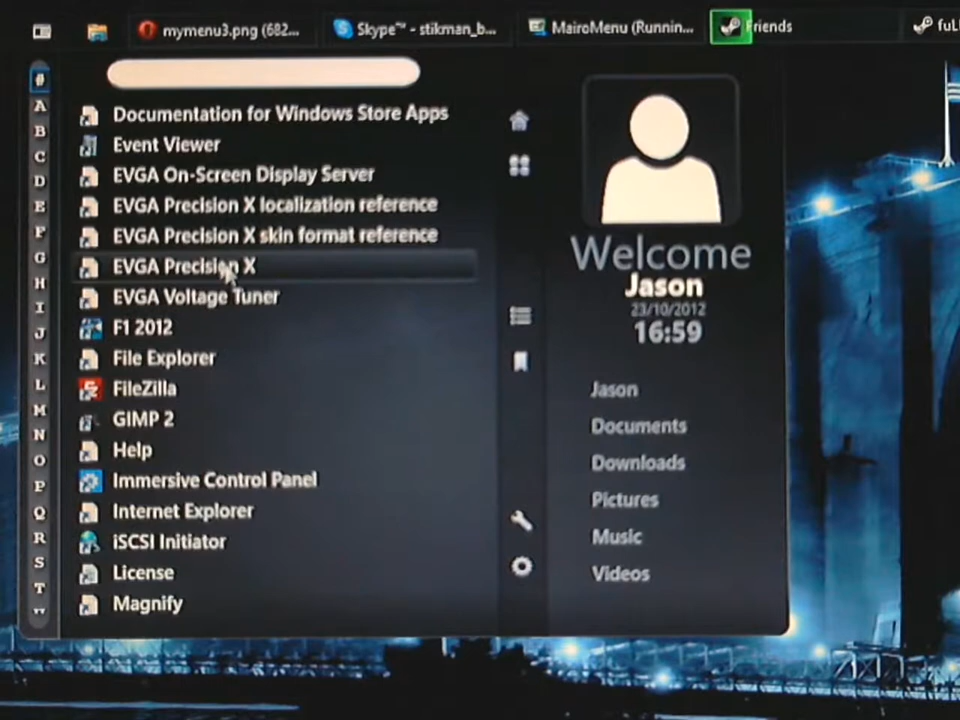 mymenu3.png (682...
Skype™ - stikman_b...
MairoMenu (Runnin...
Friends
fuLl
#
A
B
C
D
E
F
G
H
I
J
K
L
M
N
O
P
Q
R
S
T
Documentation for Windows Store Apps
Event Viewer
EVGA On-Screen Display Server
EVGA Precision X localization reference
EVGA Precision X skin format reference
EVGA Precision X
EVGA Voltage Tuner
F1 2012
File Explorer
FileZilla
GIMP 2
Help
Immersive Control Panel
Internet Explorer
iSCSI Initiator
License
Magnify
Welcome
Jason
23/10/2012
16:59
Jason
Documents
Downloads
Pictures
Music
Videos